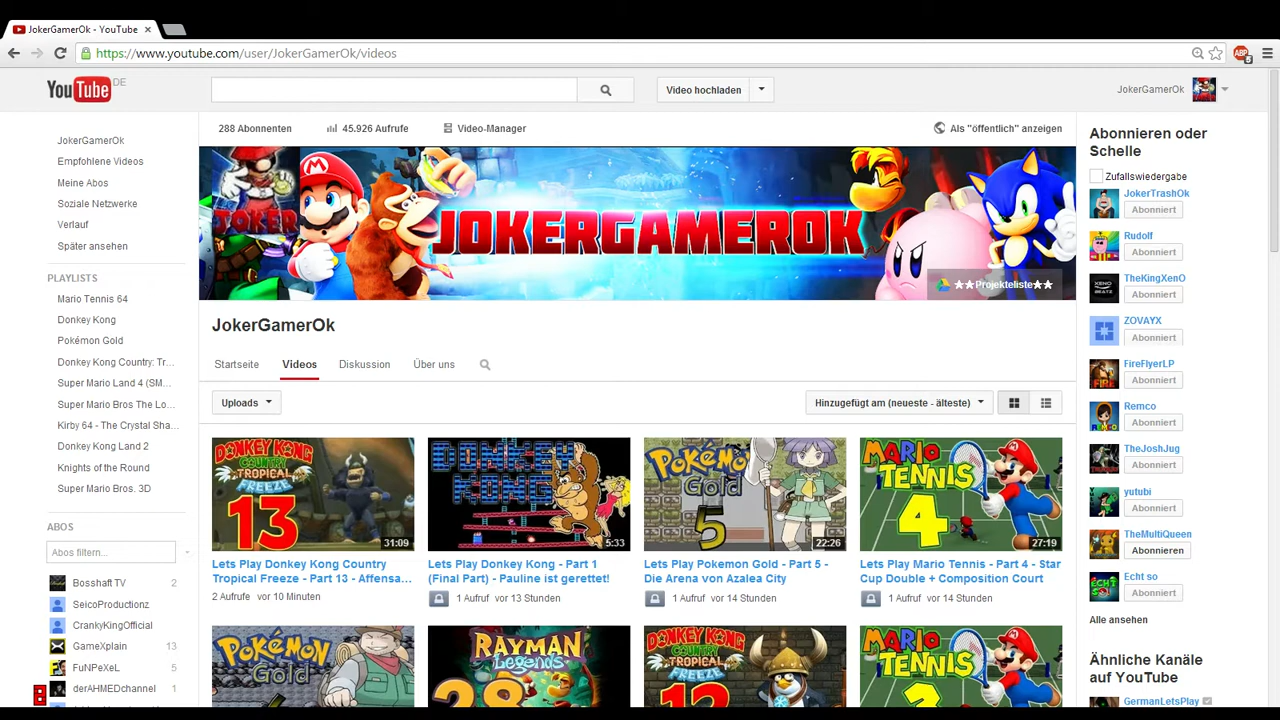 JokerGamerOk - YouTube
https://www.youtube.com/user/JokerGamerOk/videos
ABP
5
YouTube DE
Video hochladen
JokerGamerOk
288 Abonnenten
45.926 Aufrufe
Video-Manager
Als "öffentlich" anzeigen
JokerGamerOk
Empfohlene Videos
Meine Abos
Soziale Netzwerke
Verlauf
Später ansehen
PLAYLISTS
Mario Tennis 64
Donkey Kong
Pokémon Gold
Donkey Kong Country: Tr...
Super Mario Land 4 (SM...
Super Mario Bros The Lo...
Kirby 64 - The Crystal Sha...
Donkey Kong Land 2
Knights of the Round
Super Mario Bros. 3D
ABOS
Abos filtern...
Bosshaft TV 2
SeicoProductionz
CrankyKingOfficial
GameXplain 13
FuNPeXeL 5
derAHMEDchannel 1
JOKER
JOKERGAMEROK
★★Projekteliste★★
JokerGamerOk
Startseite
Videos
Diskussion
Über uns
Uploads
Hinzugefügt am (neueste - älteste)
DONKEY KONG
COUNTRY
TROPICAL
FREEZE
13
31:09
Lets Play Donkey Kong Country
Tropical Freeze - Part 13 - Affensa...
2 Aufrufe vor 10 Minuten
DONKEY
KONG
5:33
Lets Play Donkey Kong - Part 1
(Final Part) - Pauline ist gerettet!
1 Aufruf vor 13 Stunden
Pokémon
Gold
5
22:26
Lets Play Pokemon Gold - Part 5 -
Die Arena von Azalea City
1 Aufruf vor 14 Stunden
MARIO
TENNIS
4
27:19
Lets Play Mario Tennis - Part 4 - Star
Cup Double + Composition Court
1 Aufruf vor 14 Stunden
Pokémon
Gold
RAYMAN
Legends
28
DONKEY KONG
COUNTRY
TROPICAL
FREEZE
12
MARIO
TENNIS
3
Abonnieren oder
Schelle
Zufallswiedergabe
JokerTrashOk
Abonniert
Rudolf
Abonniert
TheKingXenO
Abonniert
ZOVAYX
Abonniert
FireFlyerLP
Abonniert
Remco
Abonniert
TheJoshJug
Abonniert
yutubi
Abonniert
TheMultiQueen
Abonnieren
Echt so
Abonniert
Alle ansehen
Ähnliche Kanäle
auf YouTube
GermanLetsPlay